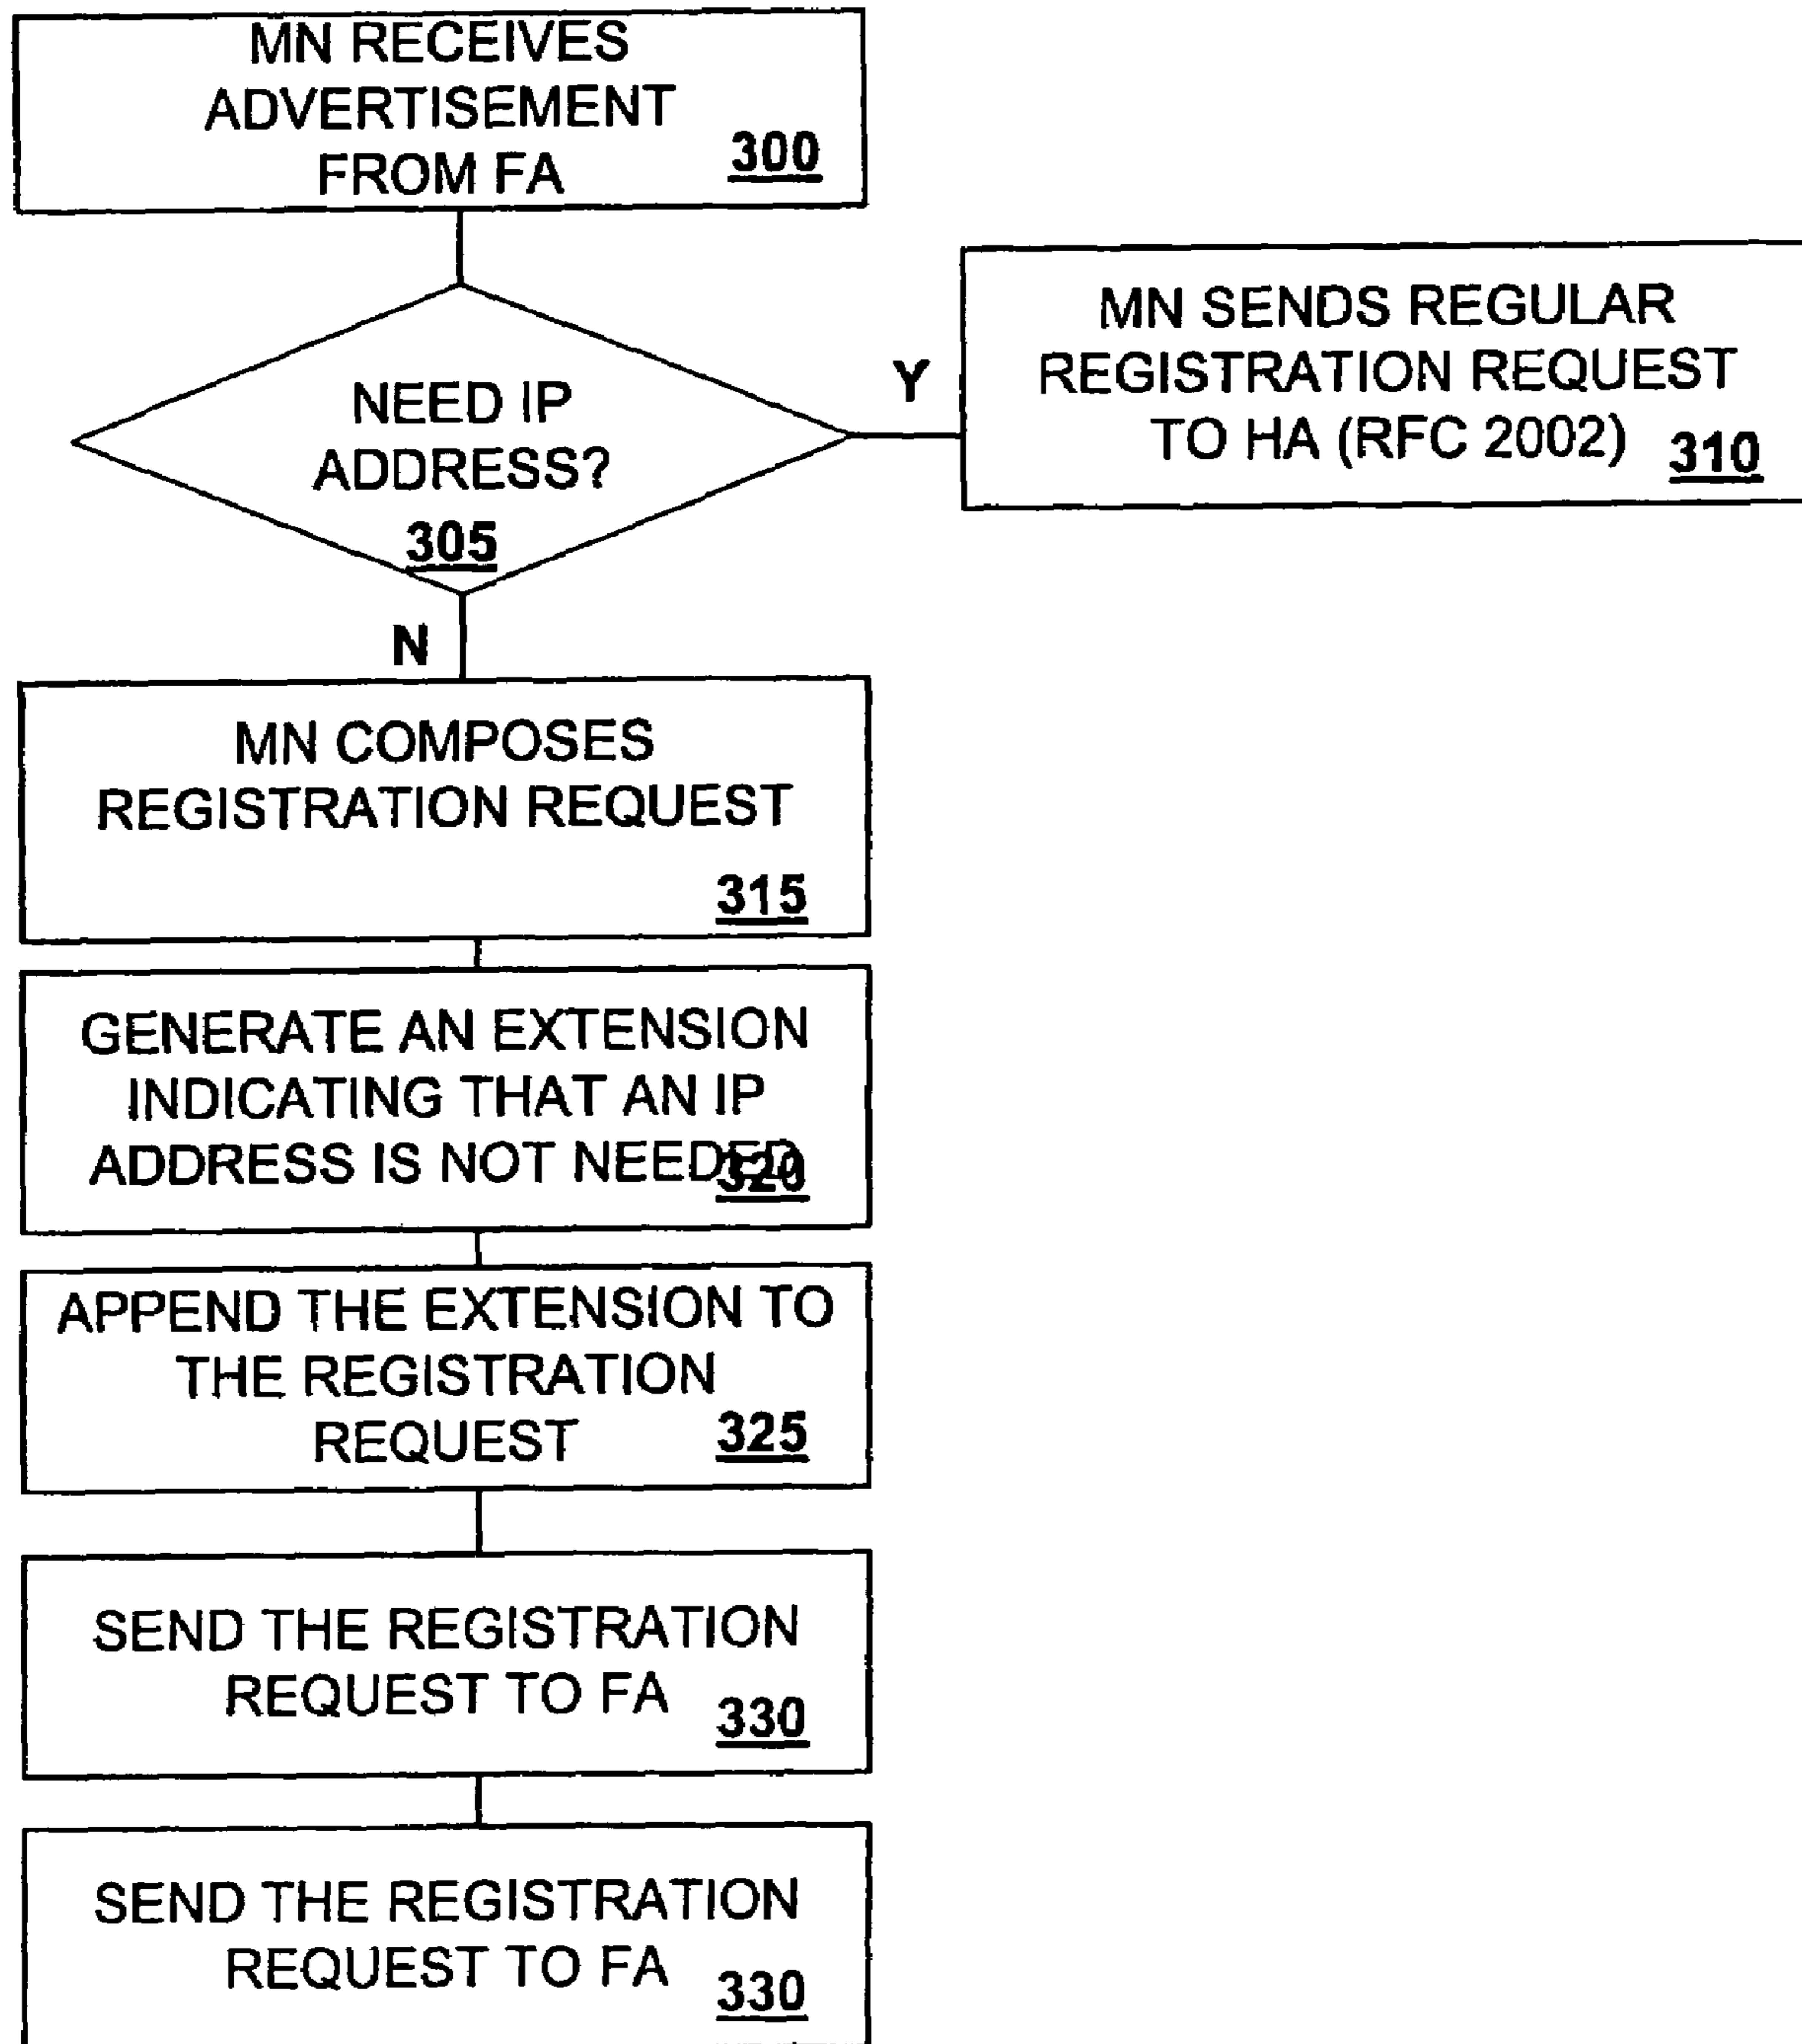 MN RECEIVES
ADVERTISEMENT
FROM FA
300
NEED IP
ADDRESS?
305
Y
MN SENDS REGULAR
REGISTRATION REQUEST
TO HA (RFC 2002)
310
N
MN COMPOSES
REGISTRATION REQUEST
315
GENERATE AN EXTENSION
INDICATING THAT AN IP
ADDRESS IS NOT NEEDED
320
APPEND THE EXTENSION TO
THE REGISTRATION
REQUEST
325
SEND THE REGISTRATION
REQUEST TO FA
330
SEND THE REGISTRATION
REQUEST TO FA
330